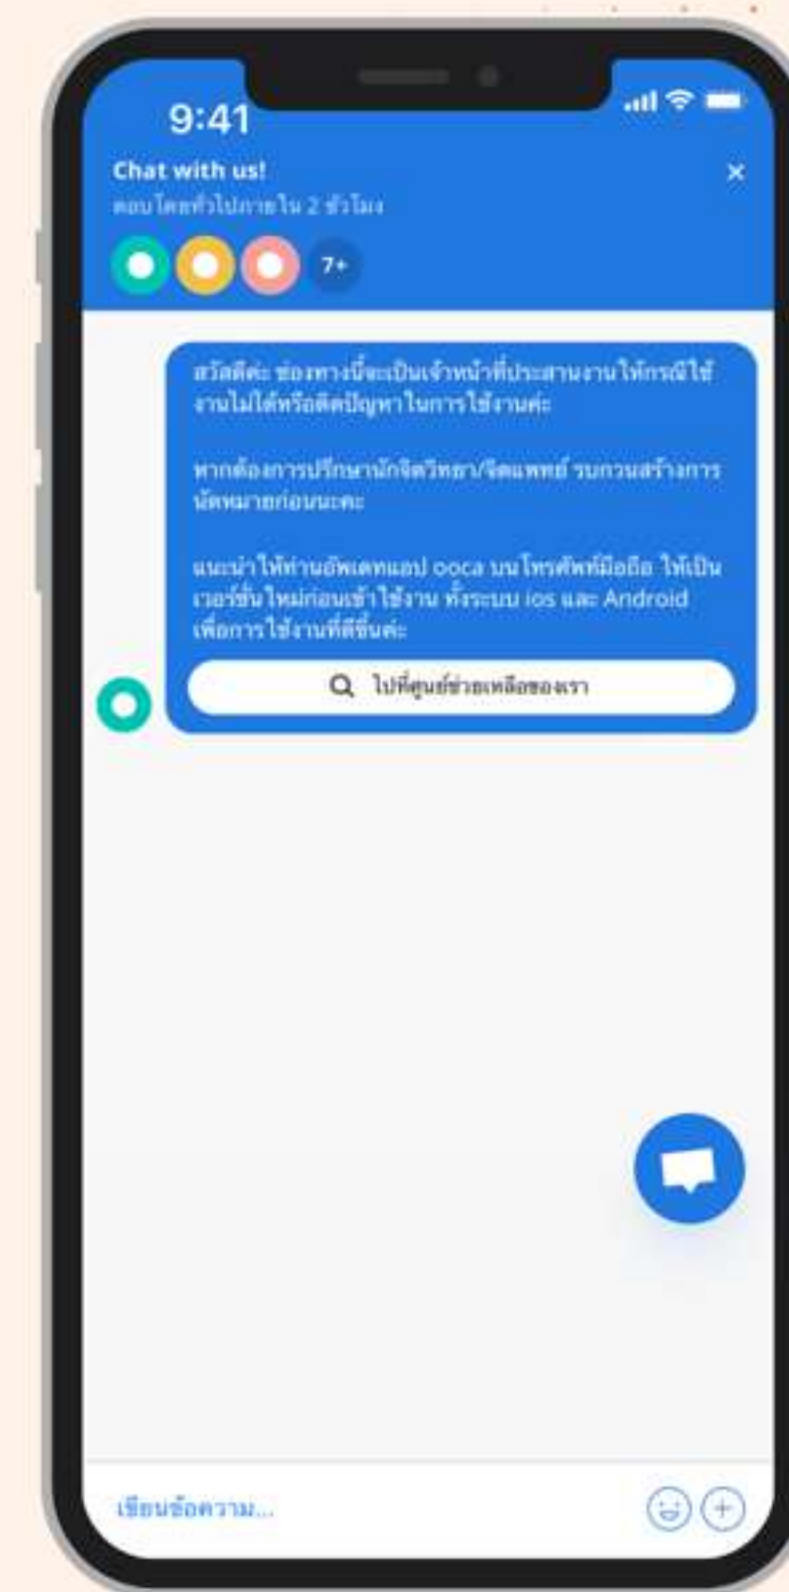 9:41
Chat with us!
ตอบโดยทั่วไปภายใน 2 ชั่วโมง
7+
สวัสดีค่ะ ช่องทางนี้จะเป็นเจ้าหน้าที่ประสานงานให้กรณีใช้
งานไม่ได้หรือติดปัญหาในการใช้งานค่ะ
หากต้องการปรึกษานักจิตวิทยา/จิตแพทย์ รบกวนสร้างการ
นัดหมายก่อนนะคะ
แนะนำให้ท่านอัพเดทแอป ooca บนโทรศัพท์มือถือ ให้เป็น
เวอร์ชั่นใหม่ก่อนเข้าใช้งาน ทั้งระบบ ios และ Android
เพื่อการใช้งานที่ดีขึ้นค่ะ
ไปที่ศูนย์ช่วยเหลือของเรา
เขียนข้อความ...